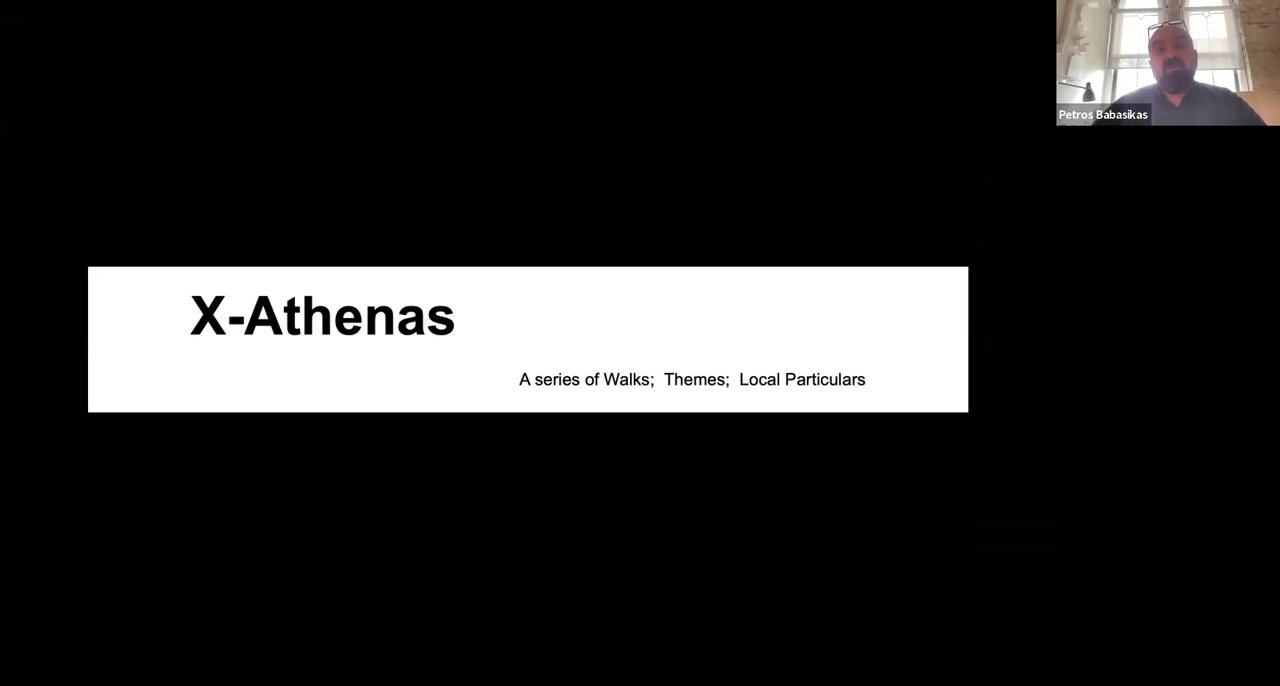 Petros Babasikas
X-Athenas
A series of Walks; Themes; Local Particulars